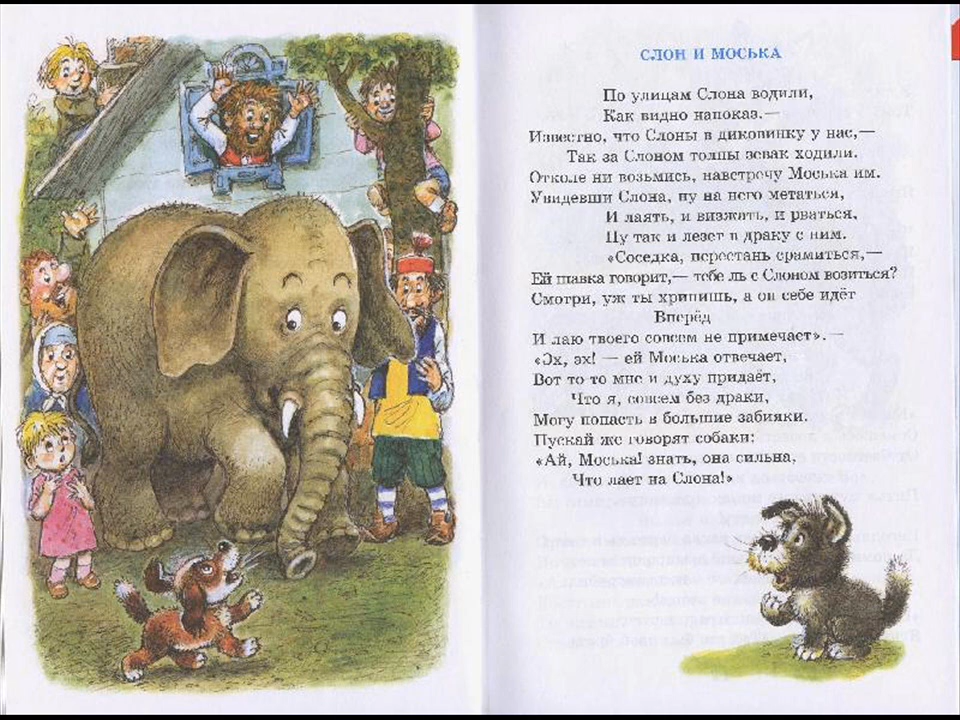 СЛОН И МОСЬКА
По улицам Слона водили,
Как видно напоказ.—
Известно, что Слоны в диковинку у нас,—
Так за Слоном толпы зевак ходили.
Отколе ни возьмись, навстречу Моська им.
Увидевши Слона, ну на него метаться,
И лаять, и визжать, и рваться,
Ну так и лезет в драку с ним.
«Соседка, перестань срамиться,—
Ей шавка говорит,— тебе ль с Слоном возиться?
Смотри, уж ты хрипишь, а он себе идёт
Вперёд
И лаю твоего совсем не примечает».—
«Эх, эх! — ей Моська отвечает,
Вот то-то мне и духу придаёт,
Что я, совсем без драки,
Могу попасть в большие забияки.
Пускай же говорят собаки:
«Ай, Моська! знать, она сильна,
Что лает на Слона!»